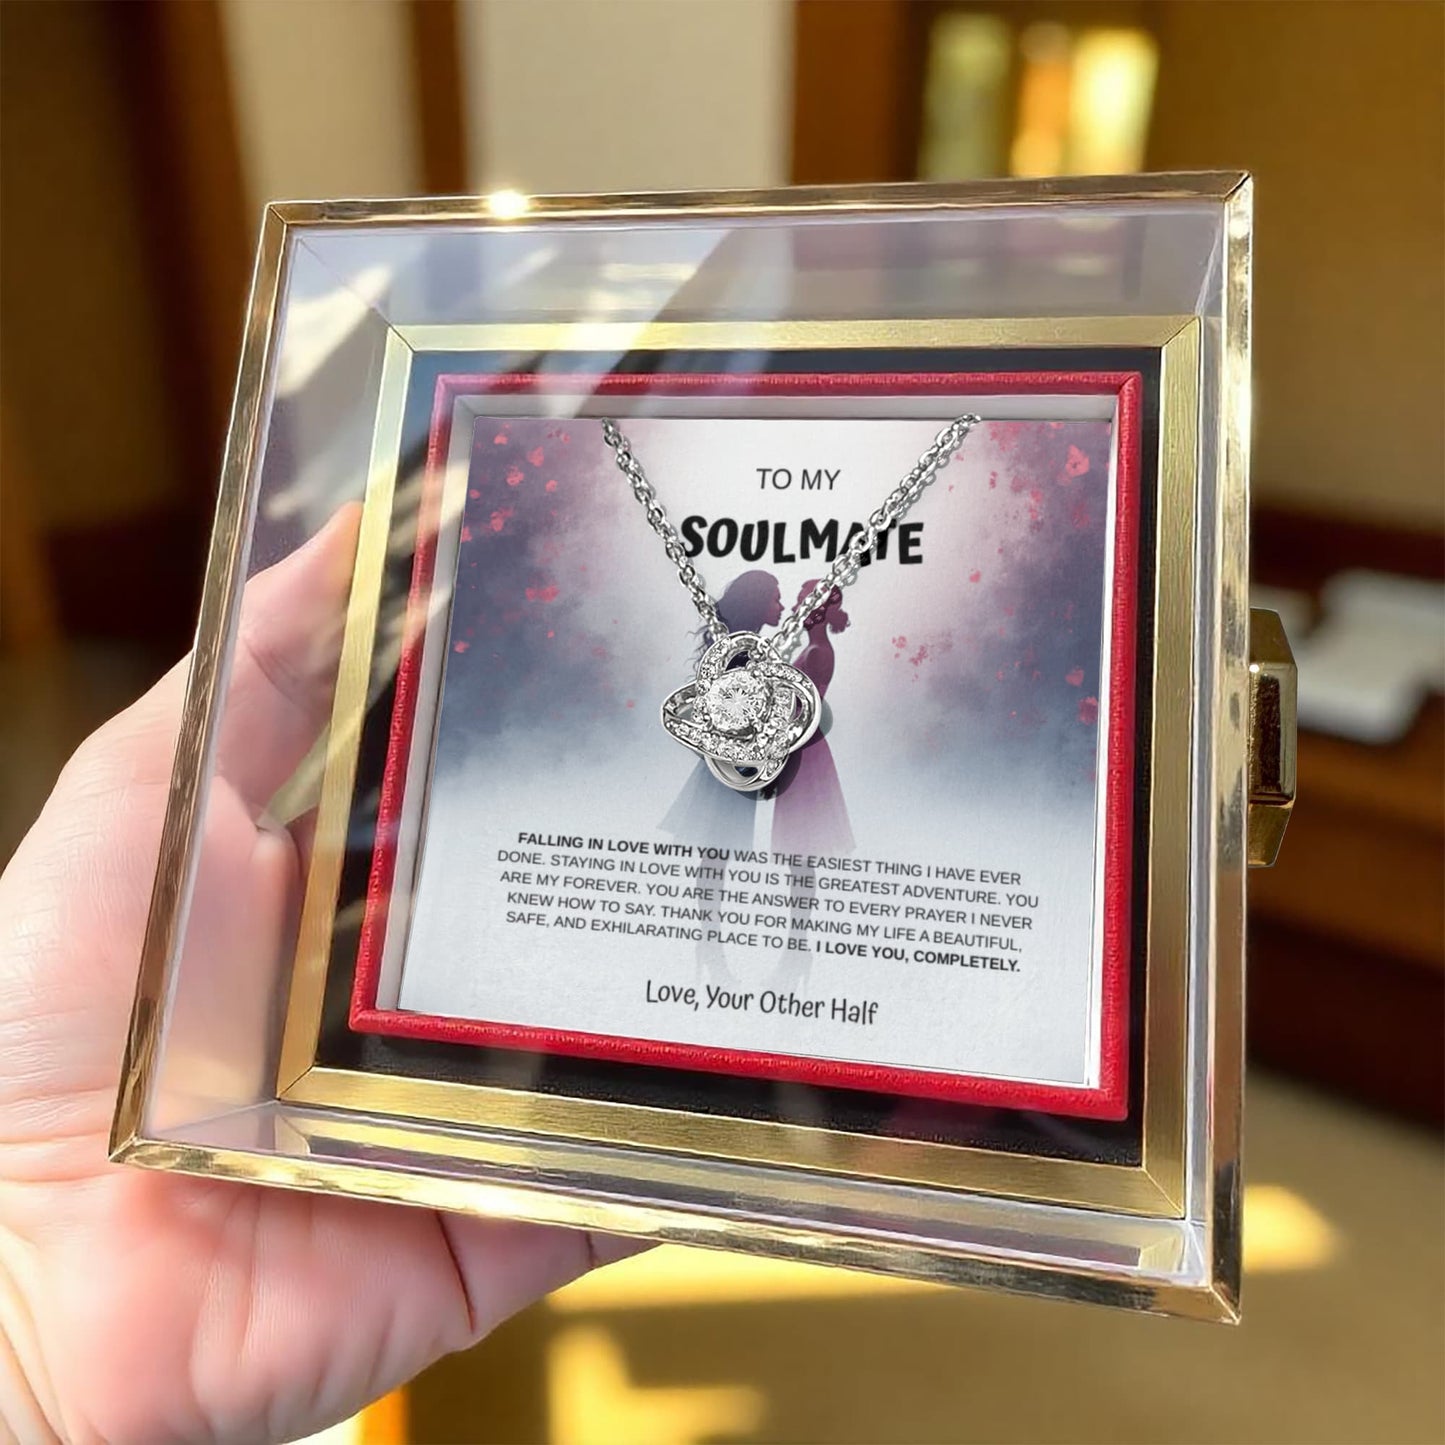 TO MY
SOULMATE
FALLING IN LOVE WITH YOU WAS THE EASIEST THING I HAVE EVER
DONE. STAYING IN LOVE WITH YOU IS THE GREATEST ADVENTURE. YOU
ARE MY FOREVER. YOU ARE THE ANSWER TO EVERY PRAYER I NEVER
KNEW HOW TO SAY. THANK YOU FOR MAKING MY LIFE A BEAUTIFUL,
SAFE, AND EXHILARATING PLACE TO BE. I LOVE YOU, COMPLETELY.
Love, Your Other Half